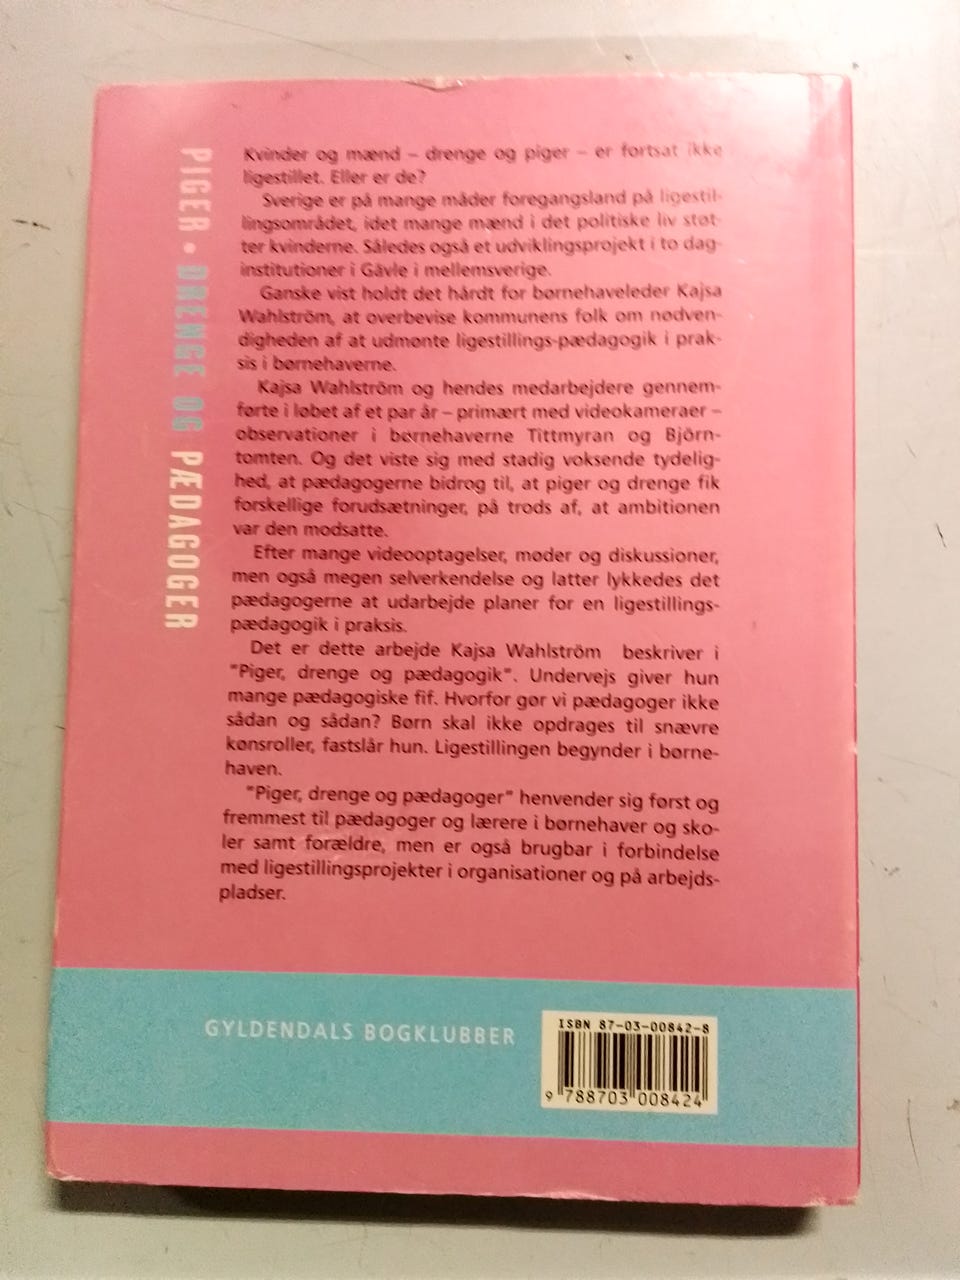 PIGER • DRENGE OG PÆDAGOGER
Kvinder og mænd – drenge og piger – er fortsat ikke
ligestillet. Eller er de?
Sverige er på mange måder foregangsland på ligestil-
lingsområdet, idet mange mænd i det politiske liv støt-
ter kvinderne. Således også et udviklingsprojekt i to dag-
institutioner i Gävle i mellemsverige.
Ganske vist holdt det hårdt for børnehaveleder Kajsa
Wahlström, at overbevise kommunens folk om nødven-
digheden af at udmønte ligestillings-pædagogik i prak-
sis i børnehaverne.
Kajsa Wahlström og hendes medarbejdere gennem-
førte i løbet af et par år – primært med videokameraer –
observationer i børnehaverne Tittmyran og Björn-
tomten. Og det viste sig med stadig voksende tydelig-
hed, at pædagogerne bidrog til, at piger og drenge fik
forskellige forudsætninger, på trods af, at ambitionen
var den modsatte.
Efter mange videooptagelser, møder og diskussioner,
men også megen selverkendelse og latter lykkedes det
pædagogerne at udarbejde planer for en ligestillings-
pædagogik i praksis.
Det er dette arbejde Kajsa Wahlström beskriver i
"Piger, drenge og pædagogik". Undervejs giver hun
mange pædagogiske fif. Hvorfor gør vi pædagoger ikke
sådan og sådan? Børn skal ikke opdrages til snævre
kønsroller, fastslår hun. Ligestillingen begynder i børne-
haven.
"Piger, drenge og pædagoger" henvender sig først og
fremmest til pædagoger og lærere i børnehaver og sko-
ler samt forældre, men er også brugbar i forbindelse
med ligestillingsprojekter i organisationer og på arbejds-
pladser.
GYLDENDALS BOGKLUBBER
ISBN 87-03-00842-8
9 788703 008424